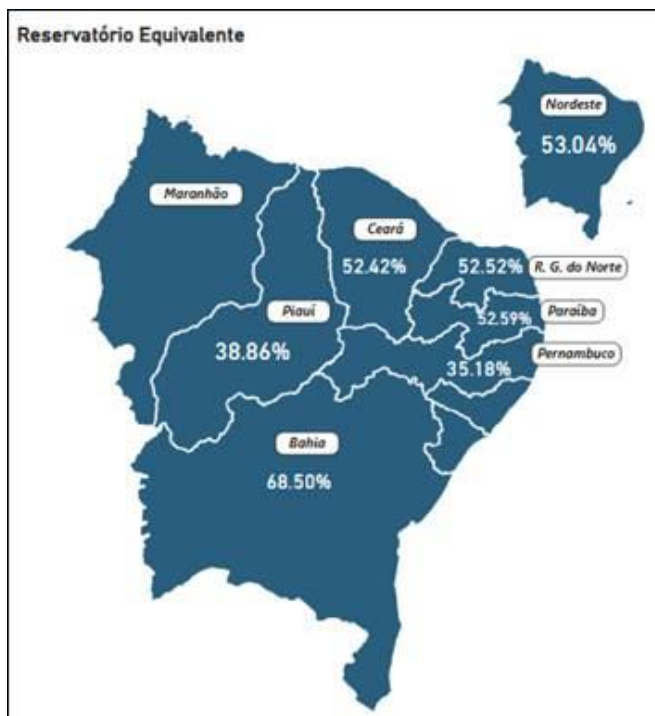 Reservatório Equivalente
Nordeste
53.04%
Maranhão
Ceará
52.42%
52.52%
R. G. do Norte
Piauí
38.86%
52.59%
Paraíba
Pernambuco
35.18%
Bahia
68.50%